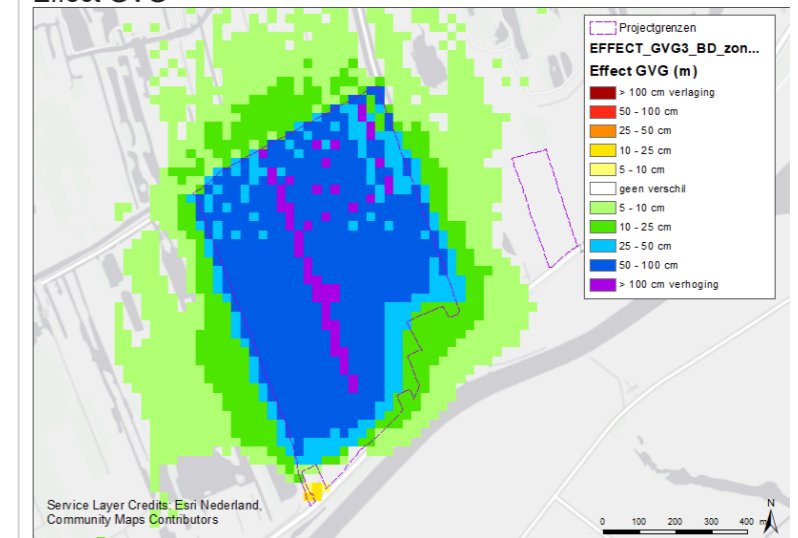 Effect GVG
Projectgrenzen
EFFECT_GVG3_BD_zon...
Effect GVG (m)
> 100 cm verlaging
50 - 100 cm
25 - 50 cm
10 - 25 cm
5 - 10 cm
geen verschil
5 - 10 cm
10 - 25 cm
25 - 50 cm
50 - 100 cm
> 100 cm verhoging
Service Layer Credits: Esri Nederland,
Community Maps Contributors
N
0 100 200 300 400 m